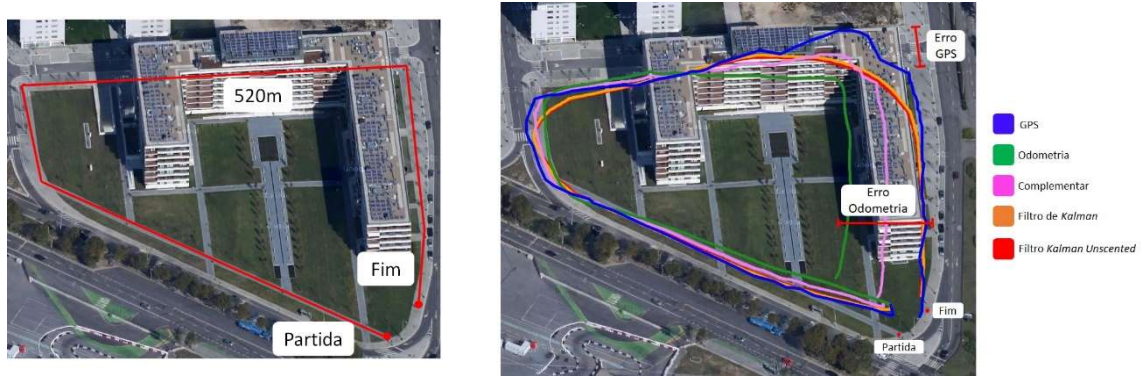 520m
Fim
Partida
Erro
GPS
Erro
Odometria
Fim
Partida
GPS
Odometria
Complementar
Filtro de Kalman
Filtro Kalman Unscented